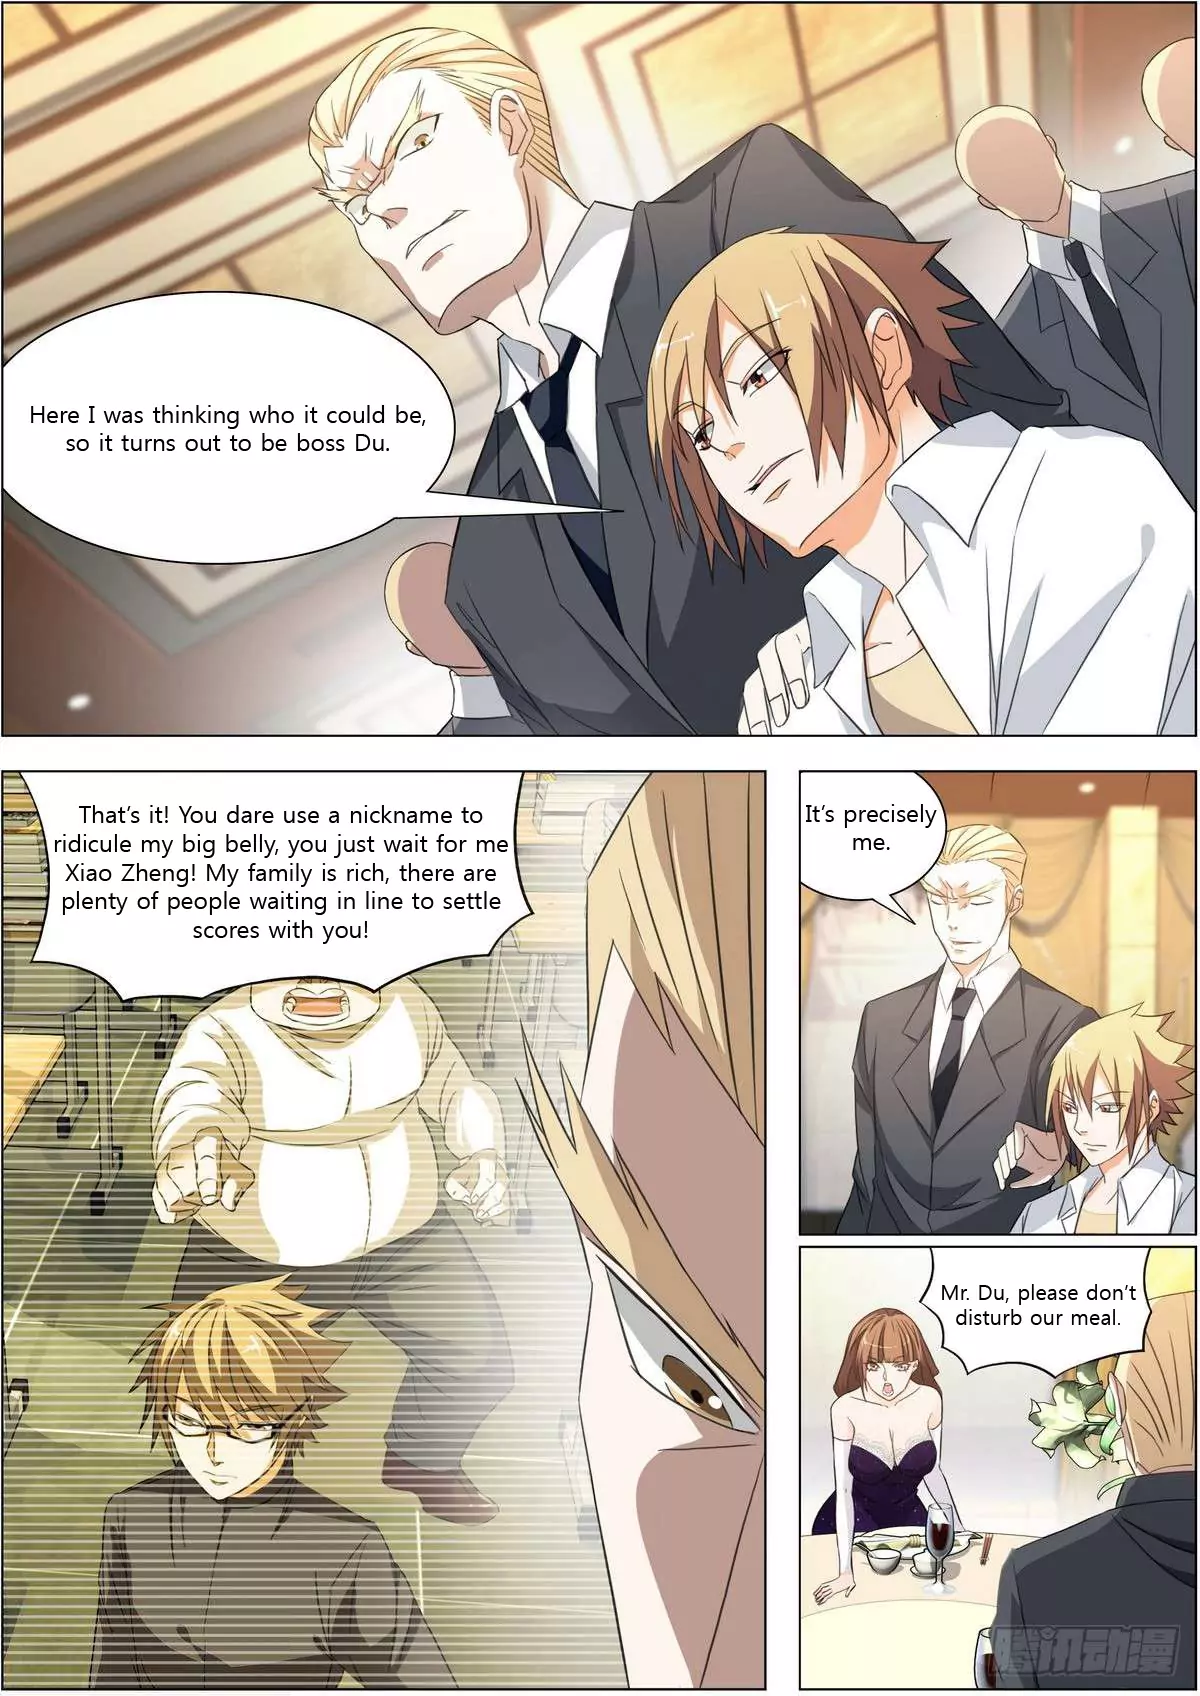 Here I was thinking who it could be,
so it turns out to be boss Du.
That's it! You dare use a nickname to
ridicule my big belly, you just wait for me
Xiao Zheng! My family is rich, there are
plenty of people waiting in line to settle
scores with you!
It's precisely
me.
Mr. Du, please don't
disturb our meal.
腾讯动漫